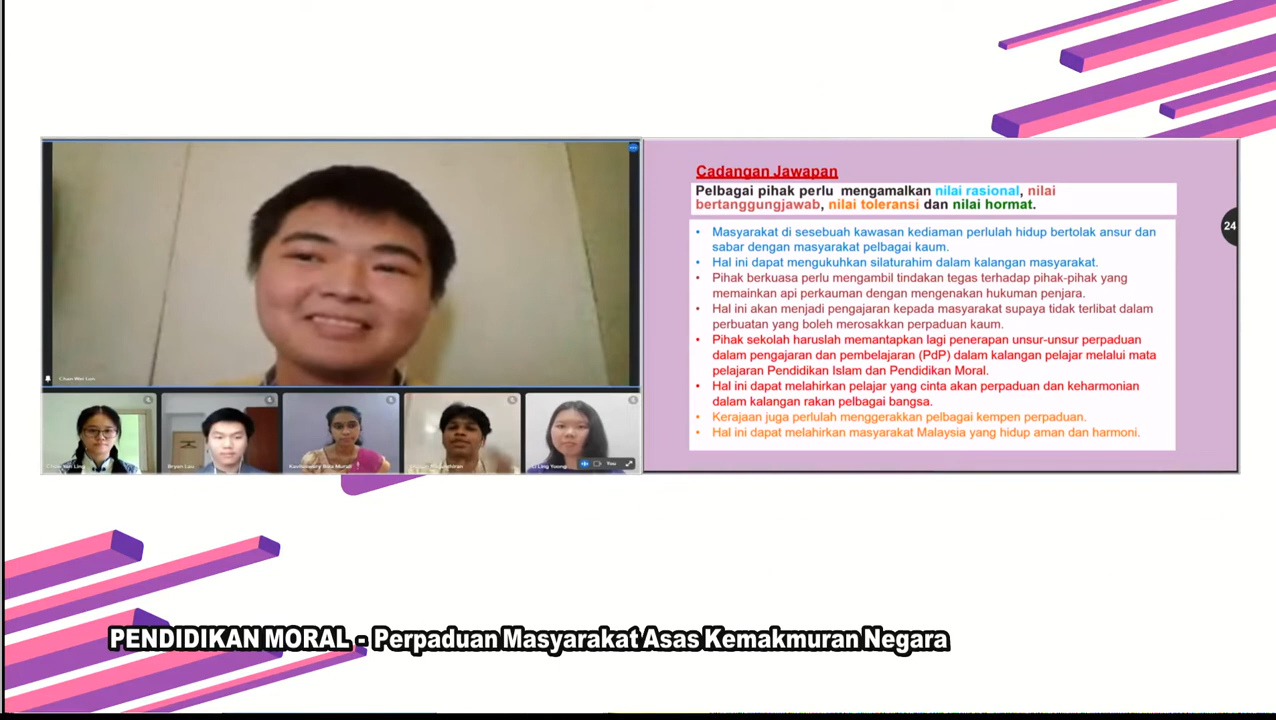 Cadangan Jawapan
Pelbagai pihak perlu mengamalkan nilai rasional, nilai
bertanggungjawab, nilai toleransi dan nilai hormat.
24
• Masyarakat di sesebuah kawasan kediaman perlulah hidup bertolak ansur dan
sabar dengan masyarakat pelbagai kaum.
• Hal ini dapat mengukuhkan silaturahim dalam kalangan masyarakat.
• Pihak berkuasa perlu mengambil tindakan tegas terhadap pihak-pihak yang
memainkan api perkauman dengan mengenakan hukuman penjara.
• Hal ini akan menjadi pengajaran kepada masyarakat supaya tidak terlibat dalam
perbuatan yang boleh merosakkan perpaduan kaum.
• Pihak sekolah haruslah memantapkan lagi penerapan unsur-unsur perpaduan
dalam pengajaran dan pembelajaran (PdP) dalam kalangan pelajar melalui mata
pelajaran Pendidikan Islam dan Pendidikan Moral.
• Hal ini dapat melahirkan pelajar yang cinta akan perpaduan dan keharmonian
dalam kalangan rakan pelbagai bangsa.
• Kerajaan juga perlulah menggerakkan pelbagai kempen perpaduan.
• Hal ini dapat melahirkan masyarakat Malaysia yang hidup aman dan harmoni.
Bryan
Ling Yoong
You
PENDIDIKAN MORAL - Perpaduan Masyarakat Asas Kemakmuran Negara